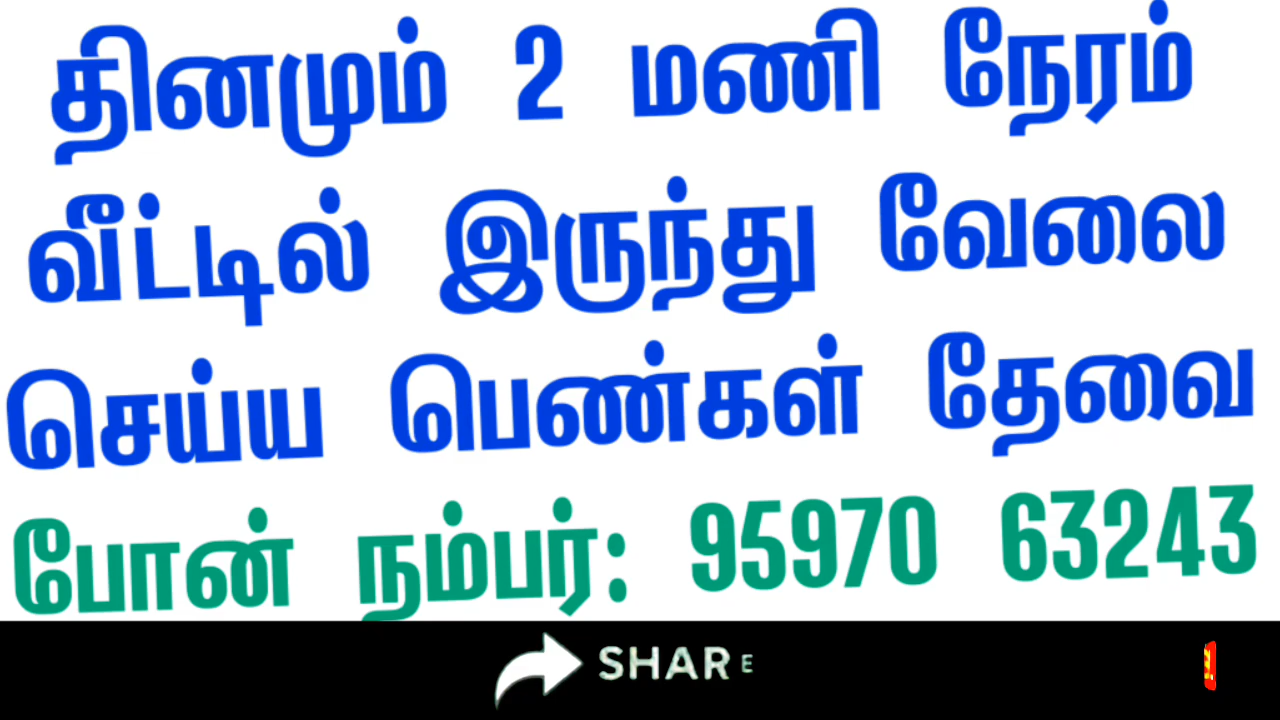 தினமும் 2 மணி நேரம்
வீட்டில் இருந்து வேலை
செய்ய பெண்கள் தேவை
போன் நம்பர்: 95970 63243
SHARE